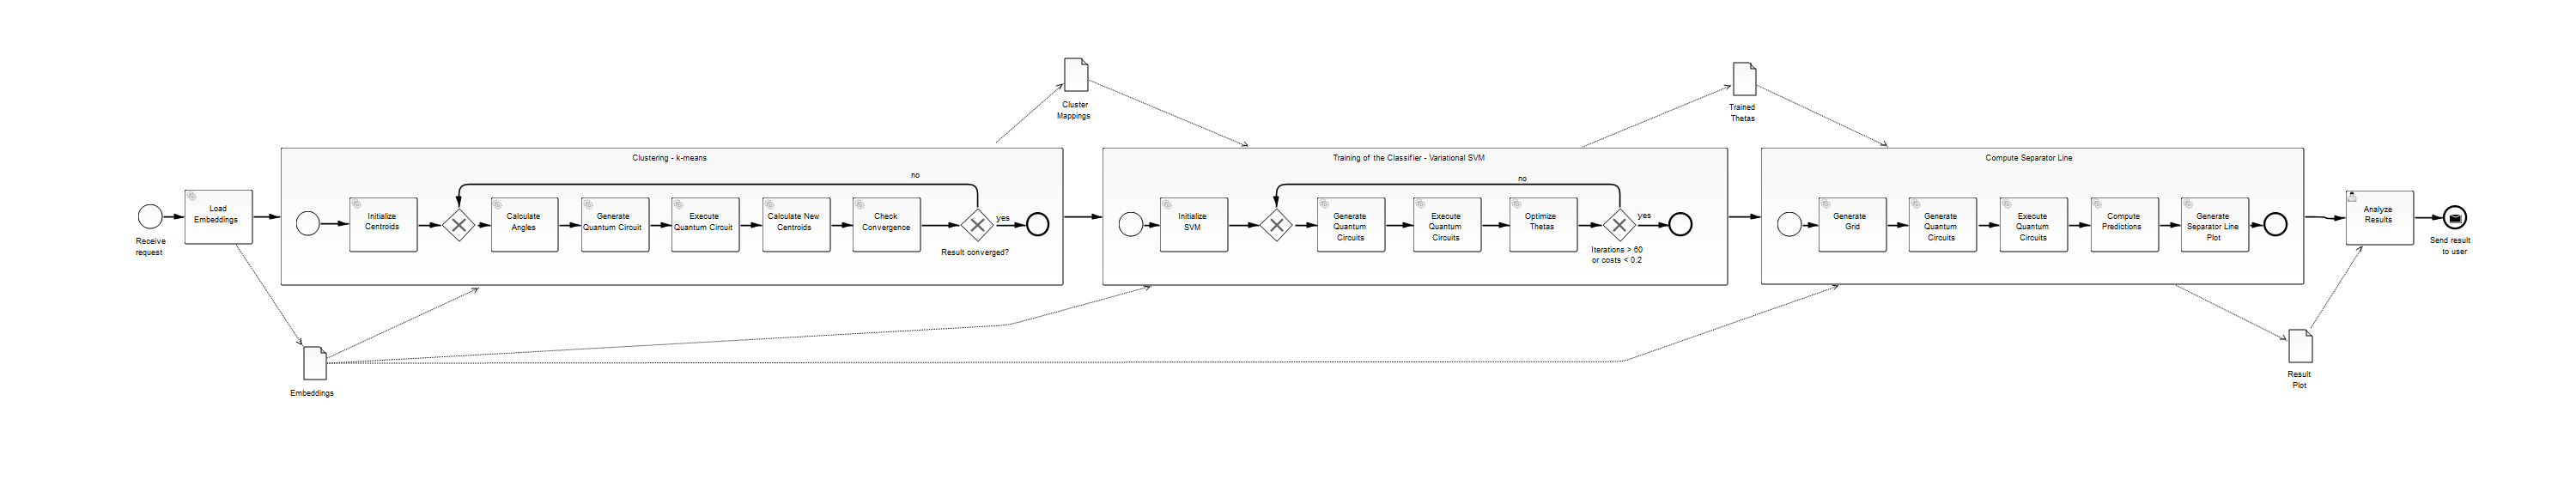 Cluster
Mappings
Trained
Thetas
Clustering - k-means
Training of the Classifier - Variational SVM
Compute Separator Line
no
no
Receive
request
Load
Embeddings
Initialize
Centroids
Calculate
Angles
Generate
Quantum Circuit
Execute
Quantum Circuit
Calculate New
Centroids
Check
Convergence
yes
Result converged?
Initialize
SVM
Generate
Quantum
Circuits
Execute
Quantum
Circuits
Optimize
Thetas
yes
Iterations > 60
or costs < 0.2
Generate
Grid
Generate
Quantum
Circuits
Execute
Quantum
Circuits
Compute
Predictions
Generate
Separator Line
Plot
Analyze
Results
Send result
to user
Embeddings
Result
Plot